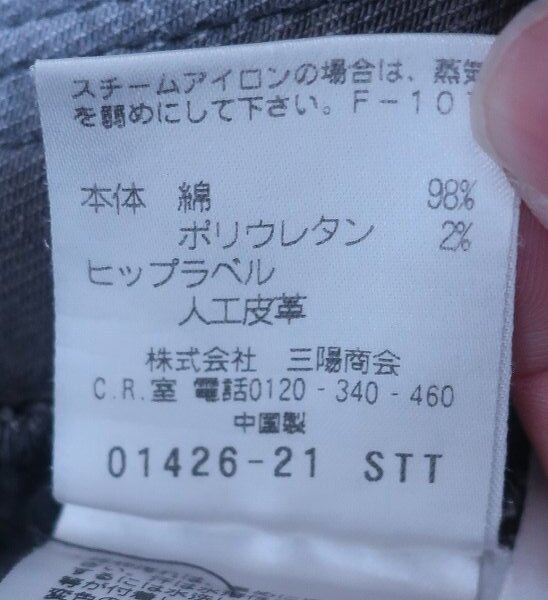 スチームアイロンの場合は、蒸気
を弱めにして下さい。F-101
本体 綿 98%
ポリウレタン 2%
ヒップラベル
人工皮革
株式会社 三陽商会
C.R.室 電話0120-340-460
中国製
01426-21 STT